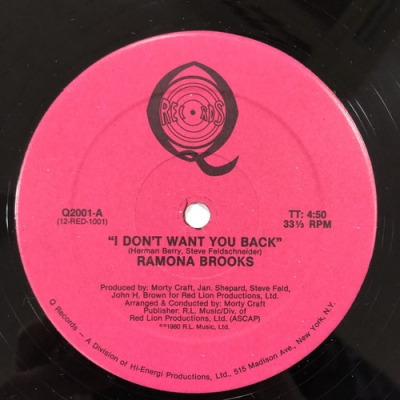 Q RECORDS
Q2001-A
(12-RED-1001)
TT: 4:50
33⅓ RPM
"I DON'T WANT YOU BACK"
(Herman Berry, Steve Feldschneider)
RAMONA BROOKS
Produced by: Morty Craft, Jan. Shepard, Steve Feld,
John H. Brown for Red Lion Productions, Ltd.
Arranged & Conducted by: Morty Craft
Publisher: R.L. Music/Div. of
Red Lion Productions, Ltd. (ASCAP)
℗©1980 R.L. Music, Ltd.
Q Records - A Division of Hi-Energi Productions, Ltd., 515 Madison Ave., New York, N.Y.